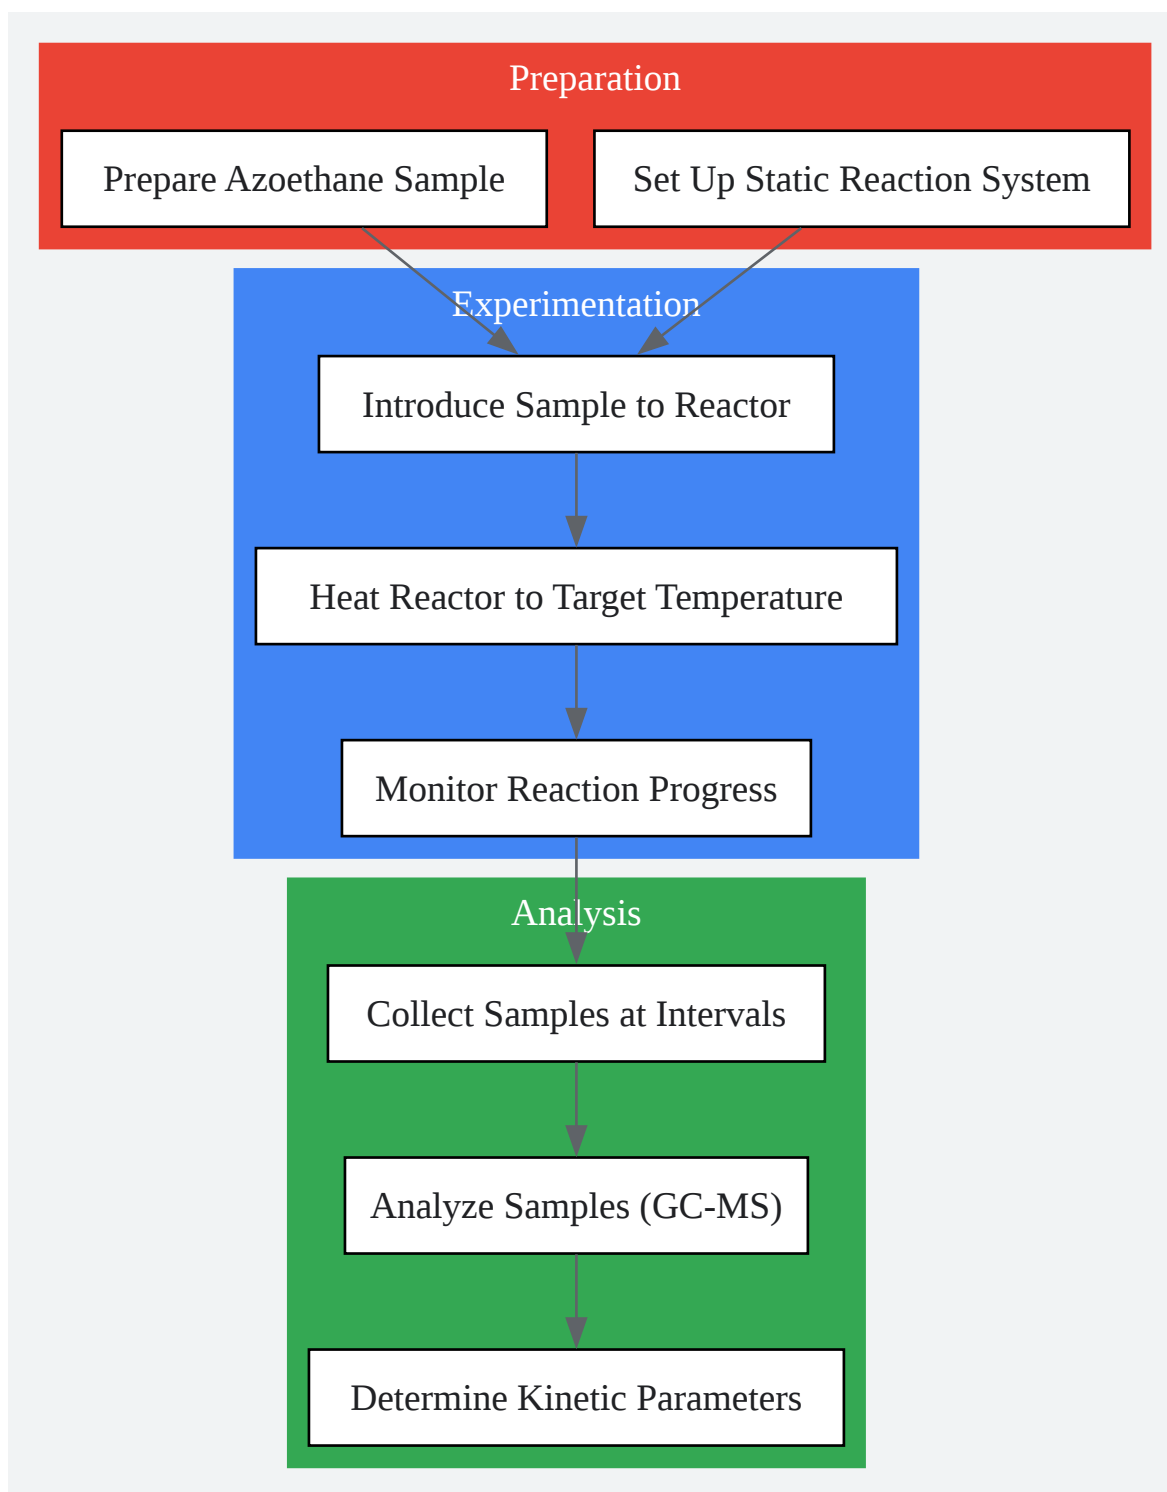 Preparation
Prepare Azoethane Sample
Set Up Static Reaction System
Experimentation
Introduce Sample to Reactor
Heat Reactor to Target Temperature
Monitor Reaction Progress
Analysis
Collect Samples at Intervals
Analyze Samples (GC-MS)
Determine Kinetic Parameters